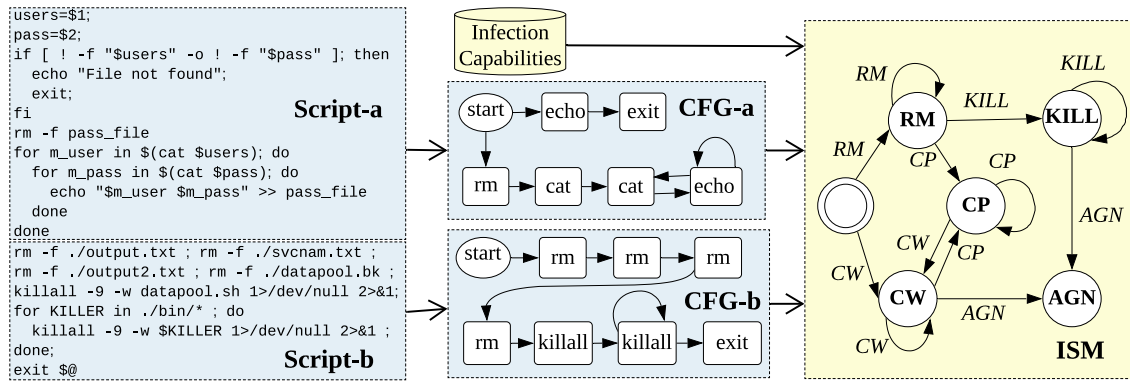 users=$1;
pass=$2;
if [ ! -f "$users" -o ! -f "$pass" ]; then
echo "File not found";
exit;
fi
rm -f pass_file
for m_user in $(cat $users); do
for m_pass in $(cat $pass); do
echo "$m_user $m_pass" >> pass_file
done
done
Script-a
rm -f ./output.txt ; rm -f ./svcnam.txt ;
rm -f ./output2.txt ; rm -f ./datapool.bk ;
killall -9 -w datapool.sh 1>/dev/null 2>&1;
for KILLER in ./bin/* ; do
killall -9 -w $KILLER 1>/dev/null 2>&1 ;
done;
exit $@
Script-b
Infection
Capabilities
start
echo
exit
CFG-a
rm
cat
cat
echo
start
rm
rm
rm
CFG-b
rm
killall
killall
exit
RM
KILL
RM
KILL
KILL
RM
CP
CP
CP
AGN
CW
CP
CW
CW
AGN
AGN
CW
ISM